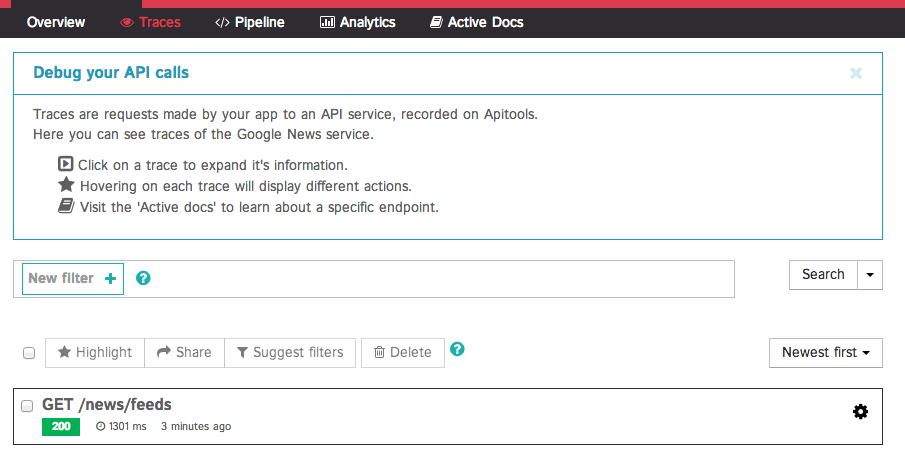 Overview Traces </> Pipeline Analytics Active Docs
Debug your API calls
Traces are requests made by your app to an API service, recorded on Apitools.
Here you can see traces of the Google News service.
Click on a trace to expand it's information.
Hovering on each trace will display different actions.
Visit the 'Active docs' to learn about a specific endpoint.
New filter + ?
Search
Highlight Share Suggest filters Delete ?
Newest first
GET /news/feeds
200 1301 ms 3 minutes ago